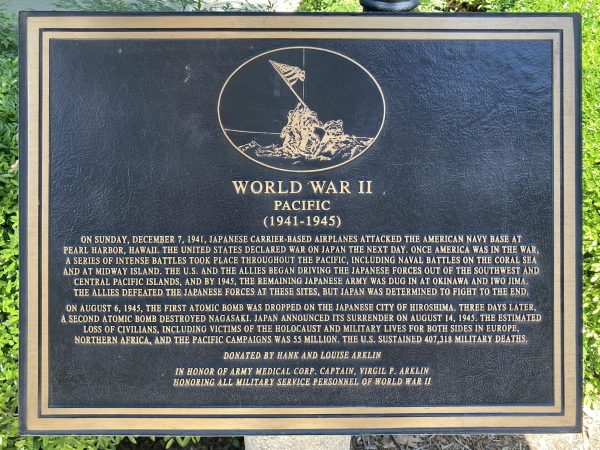 WORLD WAR II
PACIFIC
(1941-1945)
ON SUNDAY, DECEMBER 7, 1941, JAPANESE CARRIER-BASED AIRPLANES ATTACKED THE AMERICAN NAVY BASE AT
PEARL HARBOR, HAWAII. THE UNITED STATES DECLARED WAR ON JAPAN THE NEXT DAY. ONCE AMERICA WAS IN THE WAR,
A SERIES OF INTENSE BATTLES TOOK PLACE THROUGHOUT THE PACIFIC, INCLUDING NAVAL BATTLES ON THE CORAL SEA
AND AT MIDWAY ISLAND. THE U.S. AND THE ALLIES BEGAN DRIVING THE JAPANESE FORCES OUT OF THE SOUTHWEST AND
CENTRAL PACIFIC ISLANDS, AND BY 1945, THE REMAINING JAPANESE ARMY WAS DUG IN AT OKINAWA AND IWO JIMA.
THE ALLIES DEFEATED THE JAPANESE FORCES AT THESE SITES, BUT JAPAN WAS DETERMINED TO FIGHT TO THE END.
ON AUGUST 6, 1945, THE FIRST ATOMIC BOMB WAS DROPPED ON THE JAPANESE CITY OF HIROSHIMA. THREE DAYS LATER,
A SECOND ATOMIC BOMB DESTROYED NAGASAKI. JAPAN ANNOUNCED ITS SURRENDER ON AUGUST 14, 1945. THE ESTIMATED
LOSS OF CIVILIANS, INCLUDING VICTIMS OF THE HOLOCAUST AND MILITARY LIVES FOR BOTH SIDES IN EUROPE,
NORTHERN AFRICA, AND THE PACIFIC CAMPAIGNS WAS 55 MILLION. THE U.S. SUSTAINED 407,318 MILITARY DEATHS.
DONATED BY HANK AND LOUISE ARKLIN
IN HONOR OF ARMY MEDICAL CORP. CAPTAIN, VIRGIL P. ARKLIN
HONORING ALL MILITARY SERVICE PERSONNEL OF WORLD WAR II